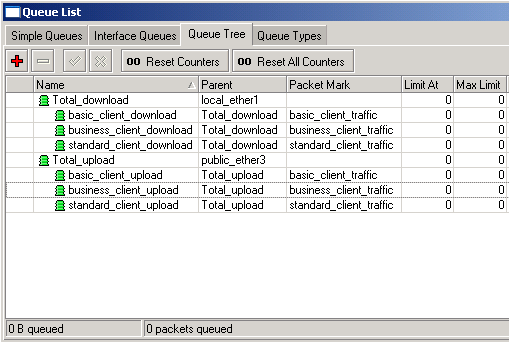 Queue List
Simple Queues Interface Queues Queue Tree Queue Types
00 Reset Counters 00 Reset All Counters
Name Parent Packet Mark Limit At Max Limit
Total_download local_ether1 0 0
basic_client_download Total_download basic_client_traffic 0 0
business_client_download Total_download business_client_traffic 0 0
standard_client_download Total_download standard_client_traffic 0 0
Total_upload public_ether3 0 0
basic_client_upload Total_upload basic_client_traffic 0 0
business_client_upload Total_upload business_client_traffic 0 0
standard_client_upload Total_upload standard_client_traffic 0 0
0 B queued 0 packets queued